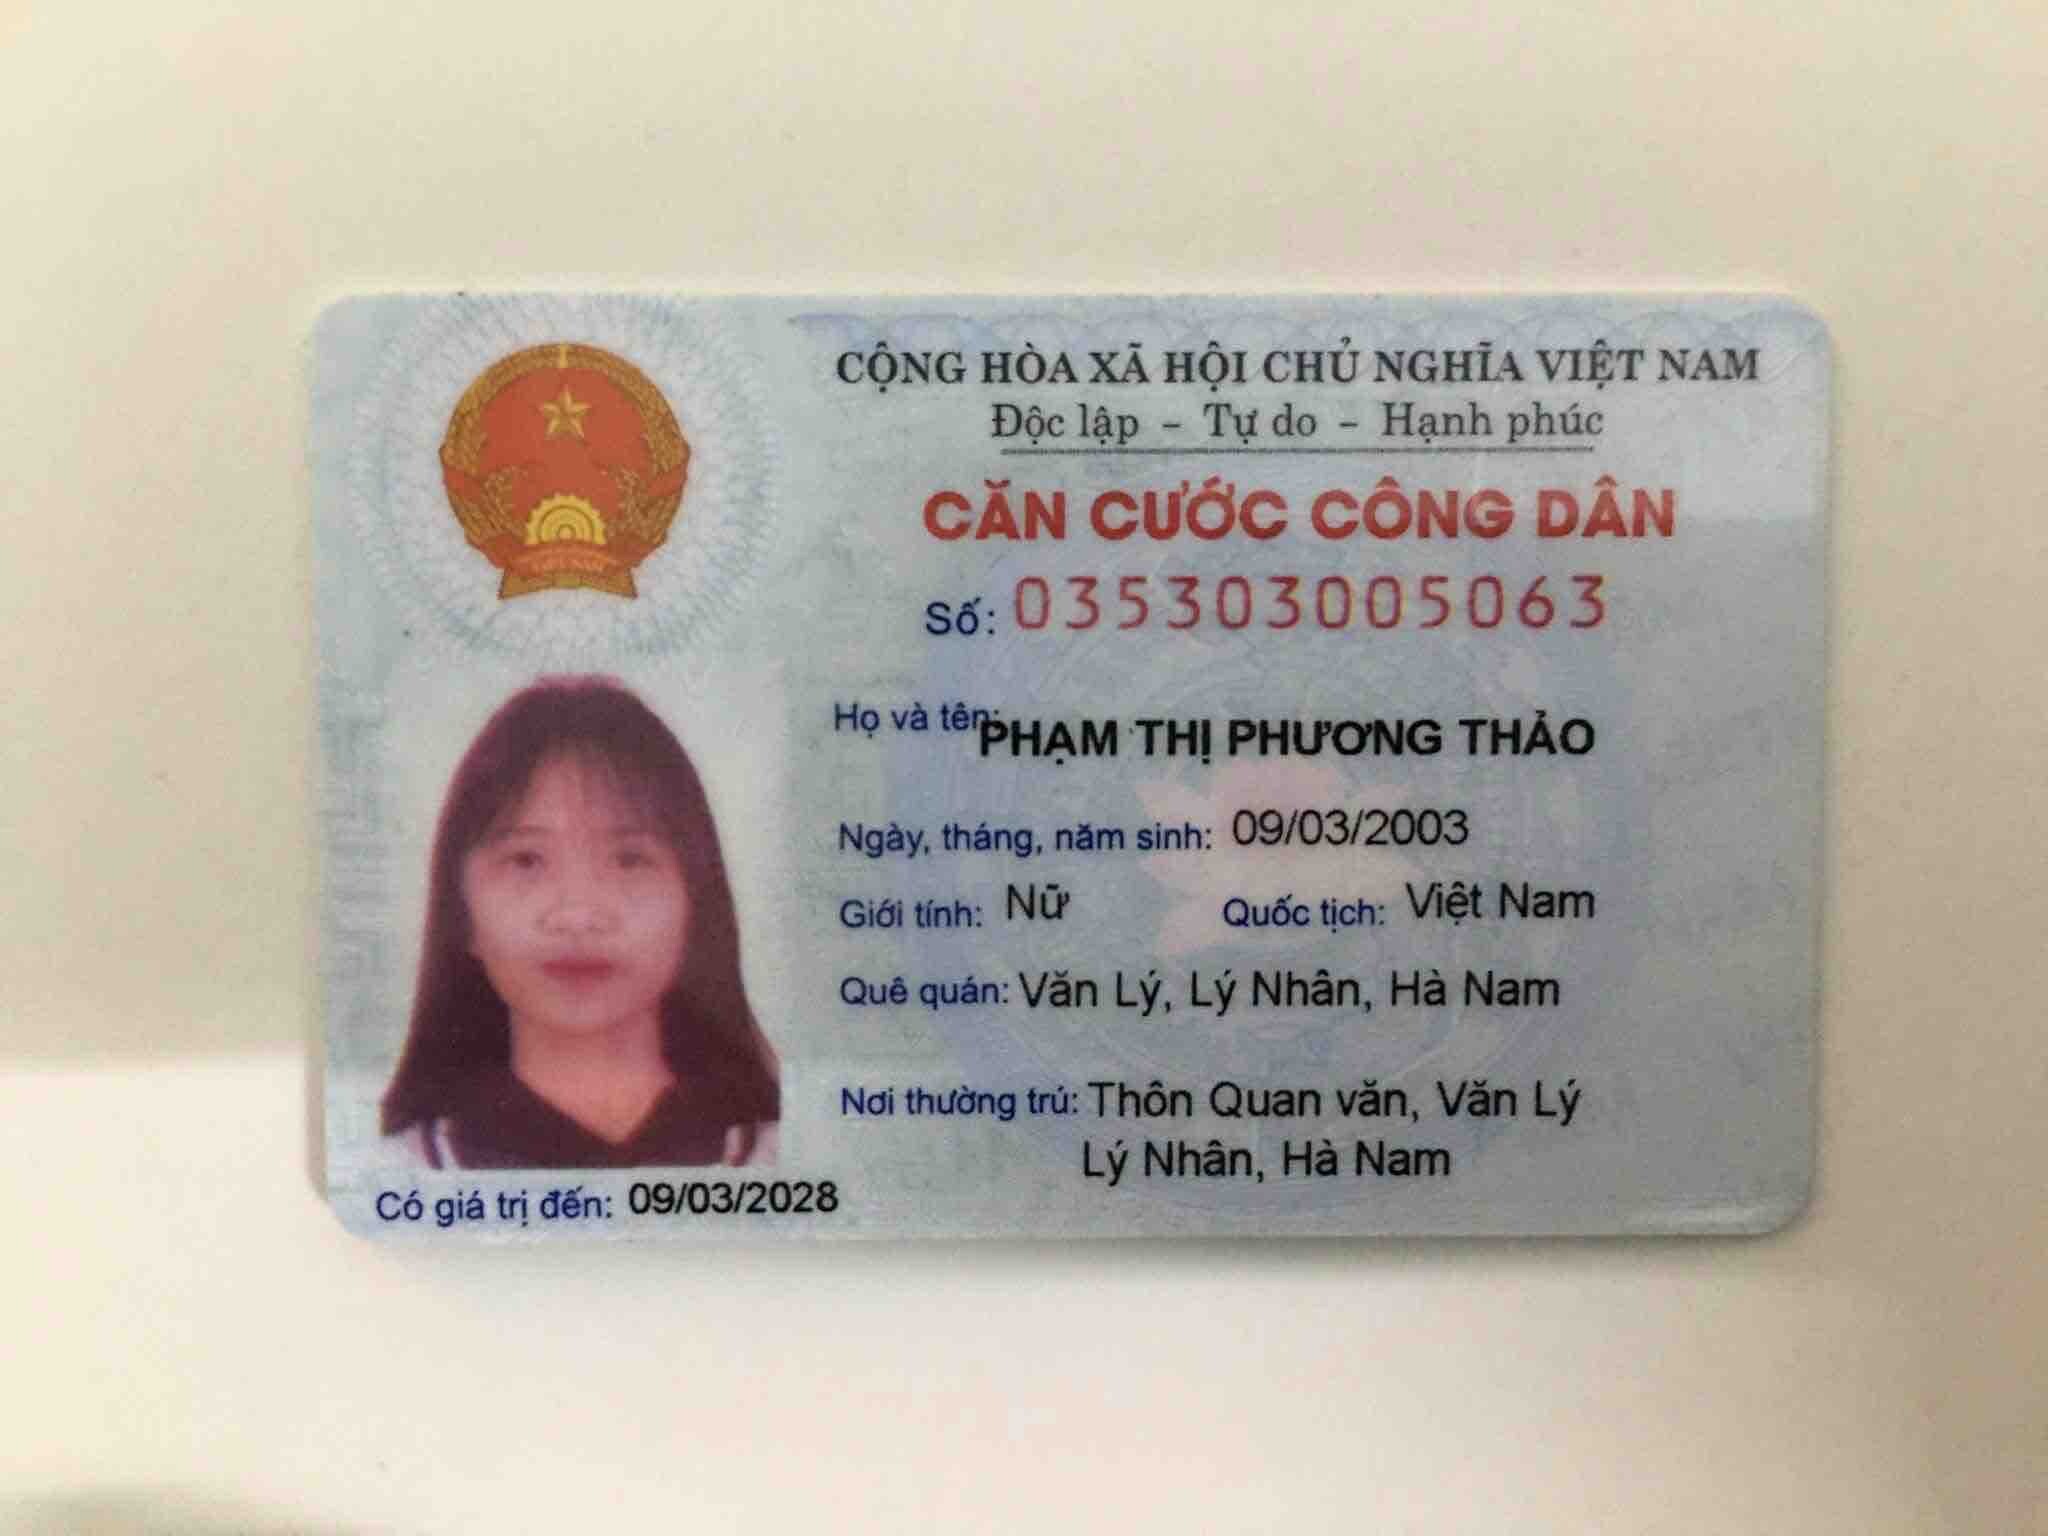 CỘNG HÒA XÃ HỘI CHỦ NGHĨA VIỆT NAM
Độc lập - Tự do - Hạnh phúc
CĂN CƯỚC CÔNG DÂN
Số: 035303005063
Họ và tên: PHẠM THỊ PHƯƠNG THẢO
Ngày, tháng, năm sinh: 09/03/2003
Giới tính: Nữ Quốc tịch: Việt Nam
Quê quán: Văn Lý, Lý Nhân, Hà Nam
Nơi thường trú: Thôn Quan văn, Văn Lý
Lý Nhân, Hà Nam
Có giá trị đến: 09/03/2028